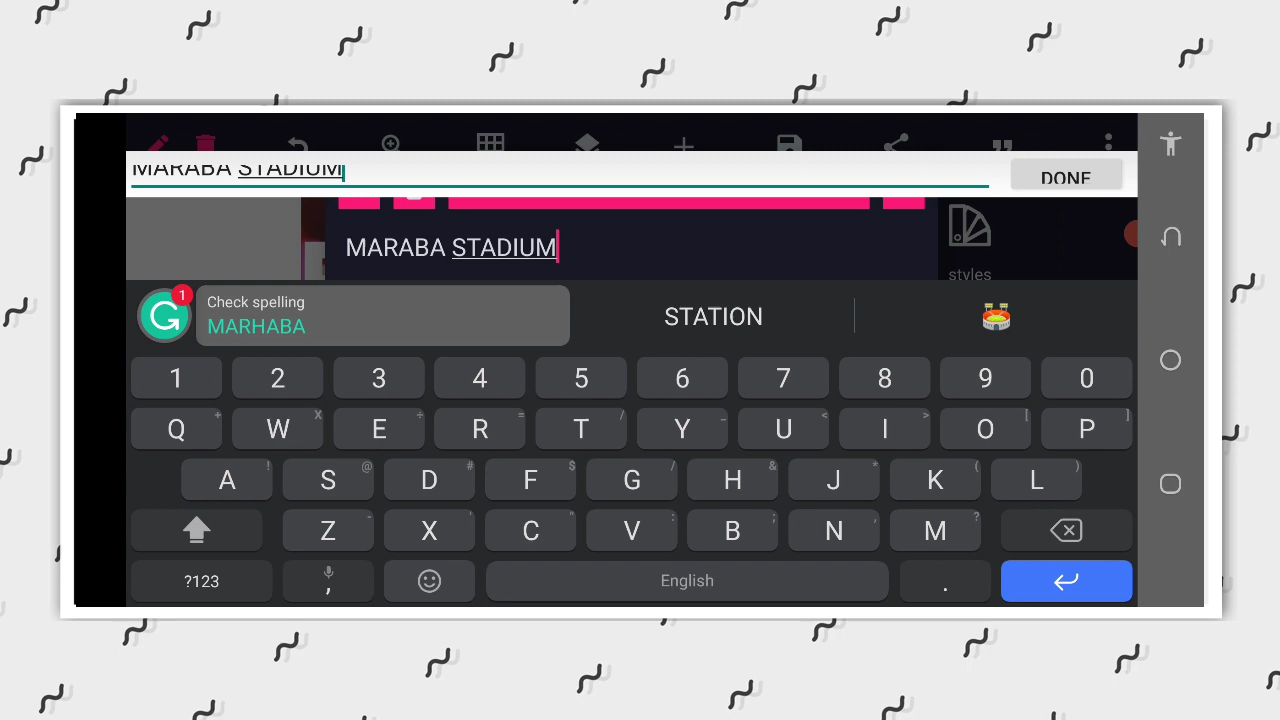 MARABA STADIUM
DONE
MARABA STADIUM
styles
1
Check spelling
MARHABA
STATION
1 2 3 4 5 6 7 8 9 0
+ X ÷ = / _ < > [ ]
Q W E R T Y U I O P
! @ # $ / & * ( )
A S D F G H J K L
- ' " : ; , ?
Z X C V B N M
?123 , English .